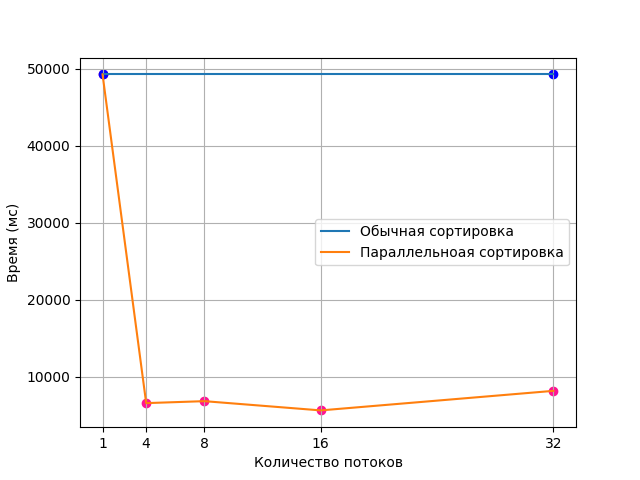 50000
40000
30000
20000
10000
Время (мс)
Обычная сортировка
Параллельноая сортировка
1 4 8 16 32
Количество потоков